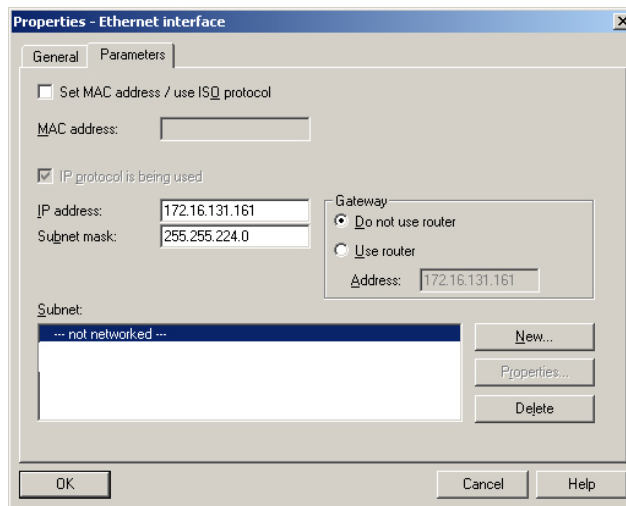 Properties - Ethernet interface
General Parameters
Set MAC address / use ISO protocol
MAC address:
IP protocol is being used
IP address: 172.16.131.161
Subnet mask: 255.255.224.0
Gateway
Do not use router
Use router
Address: 172.16.131.161
Subnet:
--- not networked ---
New...
Properties...
Delete
OK Cancel Help